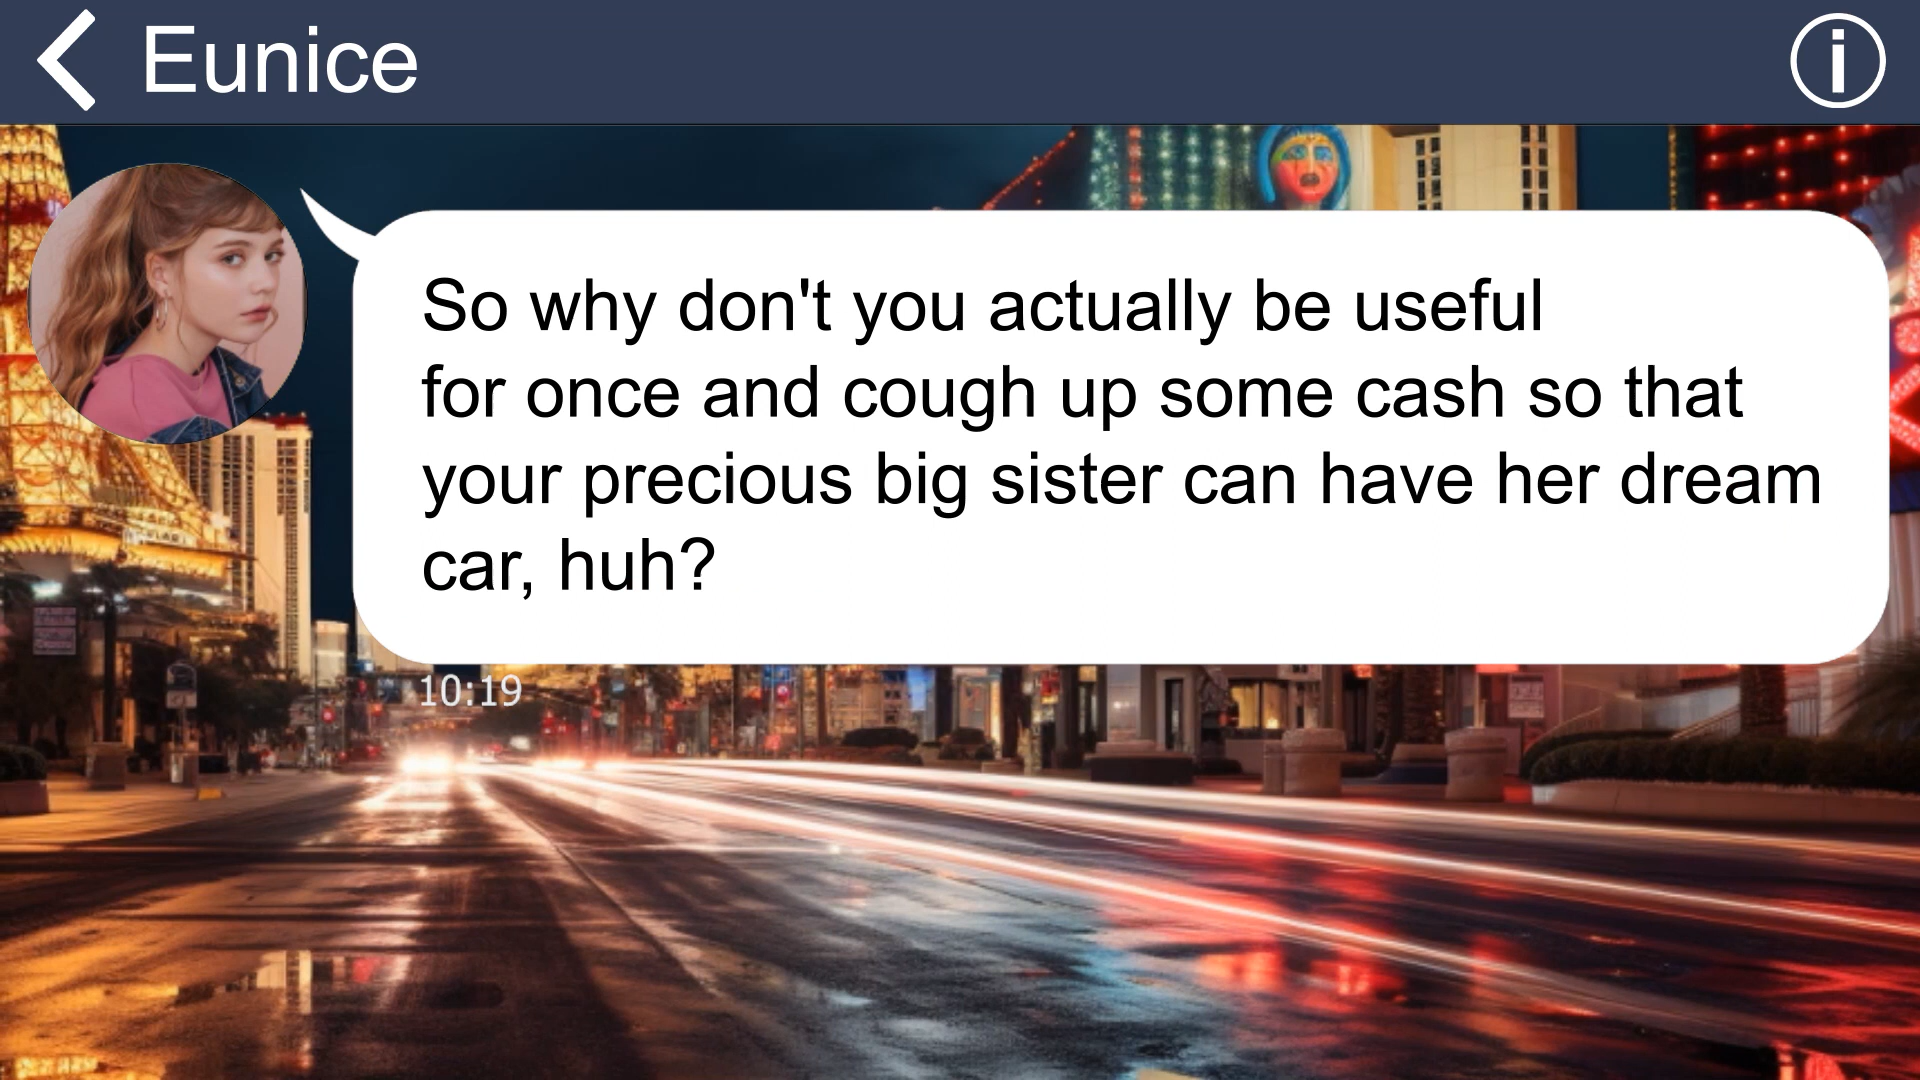 Eunice
So why don't you actually be useful
for once and cough up some cash so that
your precious big sister can have her dream
car, huh?
10:19